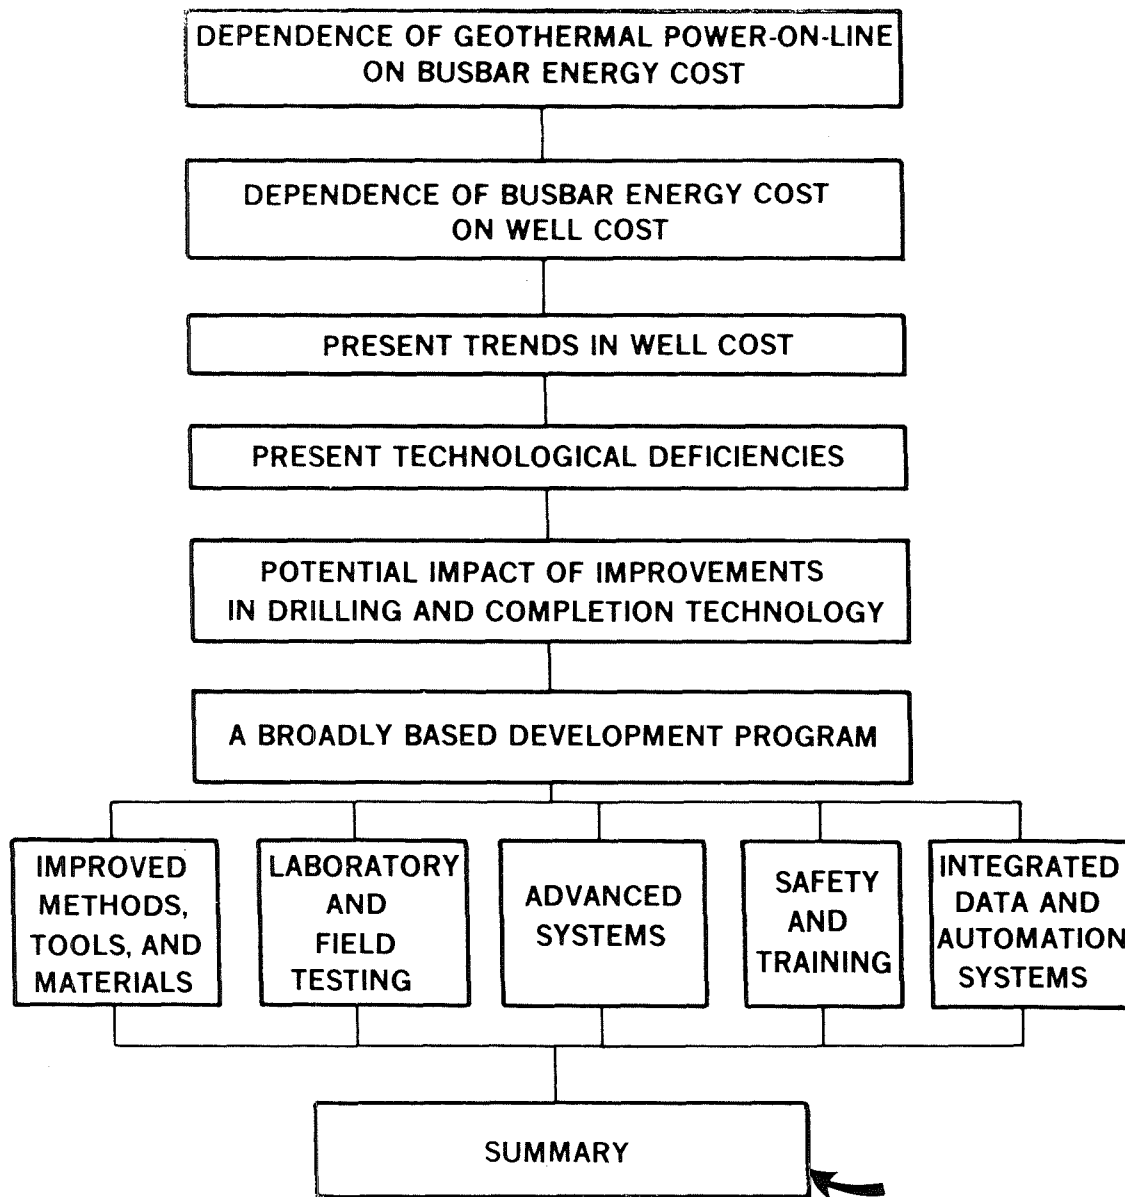 DEPENDENCE OF GEOTHERMAL POWER-ON-LINE
ON BUSBAR ENERGY COST
DEPENDENCE OF BUSBAR ENERGY COST
ON WELL COST
PRESENT TRENDS IN WELL COST
PRESENT TECHNOLOGICAL DEFICIENCIES
POTENTIAL IMPACT OF IMPROVEMENTS
IN DRILLING AND COMPLETION TECHNOLOGY
A BROADLY BASED DEVELOPMENT PROGRAM
IMPROVED
METHODS,
TOOLS, AND
MATERIALS
LABORATORY
AND
FIELD
TESTING
ADVANCED
SYSTEMS
SAFETY
AND
TRAINING
INTEGRATED
DATA AND
AUTOMATION
SYSTEMS
SUMMARY